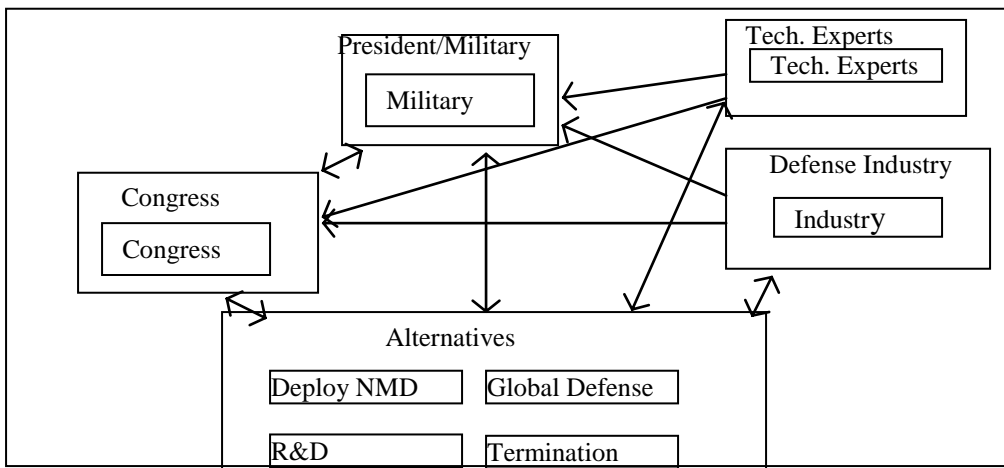 President/Military
Military
Tech. Experts
Tech. Experts
Congress
Congress
Defense Industry
Industry
Alternatives
Deploy NMD
Global Defense
R&D
Termination